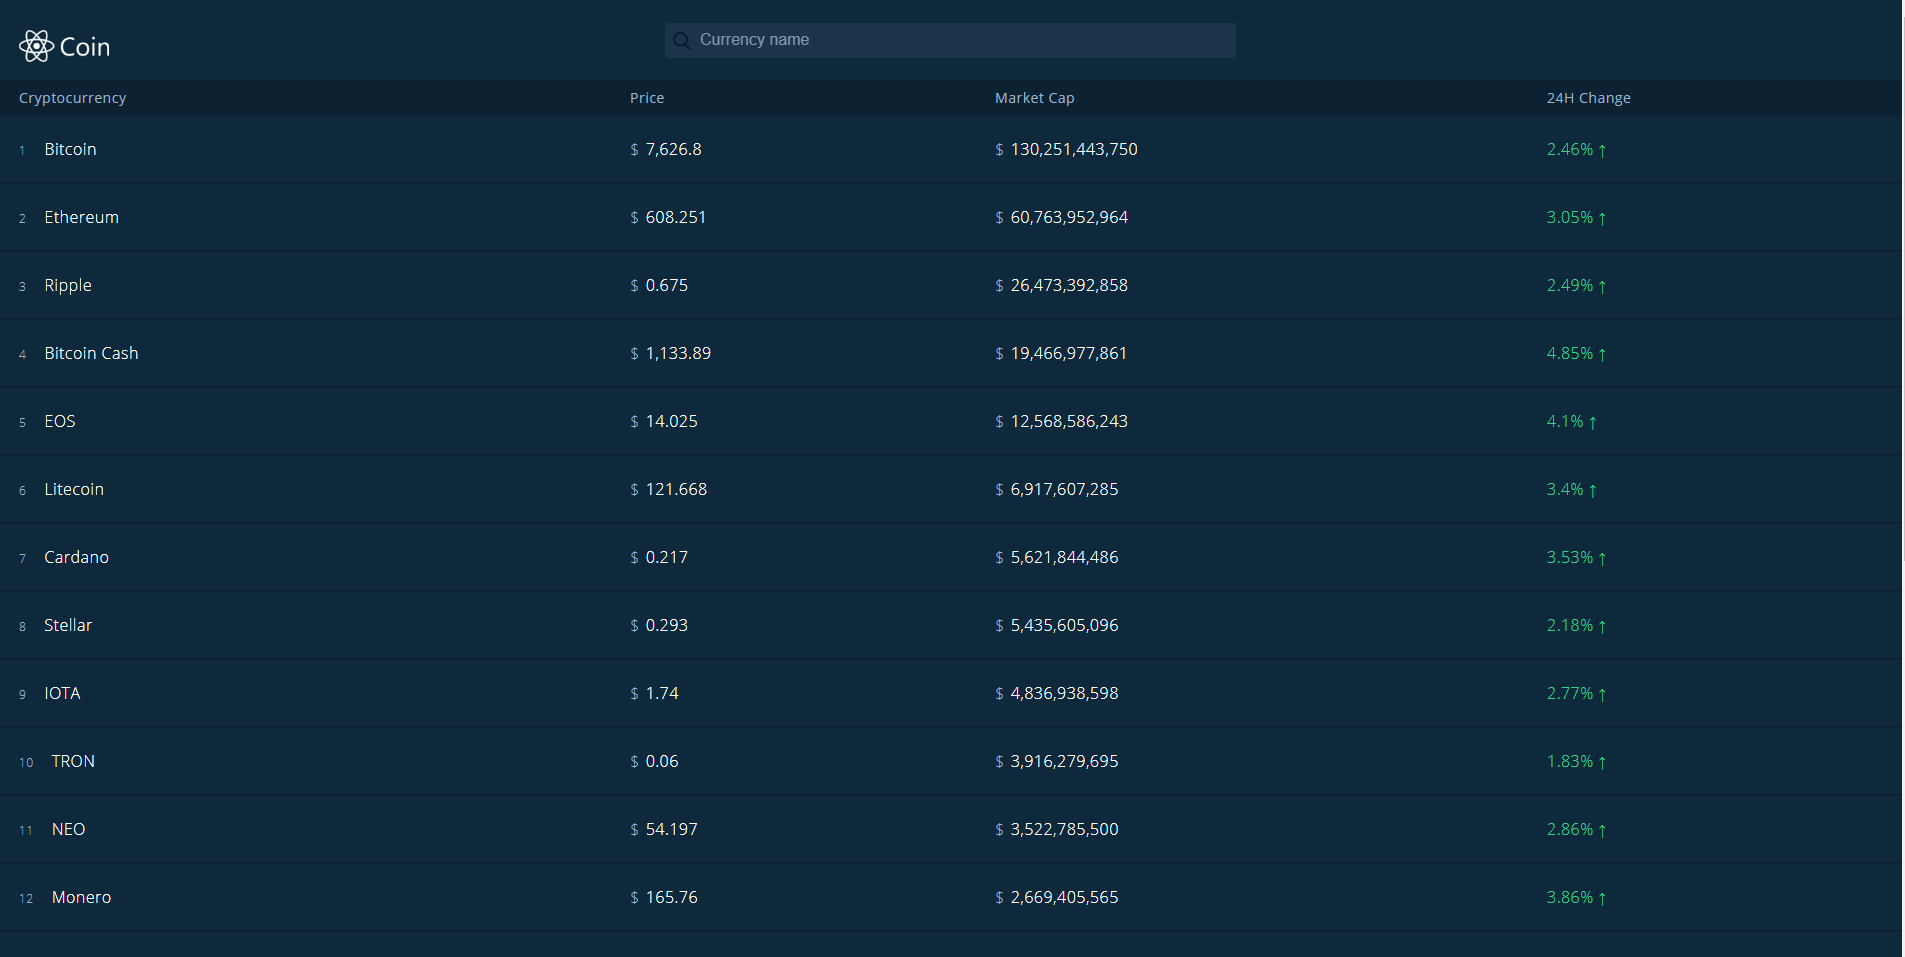 Coin
Currency name
Cryptocurrency Price Market Cap 24H Change
1 Bitcoin $ 7,626.8 $ 130,251,443,750 2.46% ↑
2 Ethereum $ 608.251 $ 60,763,952,964 3.05% ↑
3 Ripple $ 0.675 $ 26,473,392,858 2.49% ↑
4 Bitcoin Cash $ 1,133.89 $ 19,466,977,861 4.85% ↑
5 EOS $ 14.025 $ 12,568,586,243 4.1% ↑
6 Litecoin $ 121.668 $ 6,917,607,285 3.4% ↑
7 Cardano $ 0.217 $ 5,621,844,486 3.53% ↑
8 Stellar $ 0.293 $ 5,435,605,096 2.18% ↑
9 IOTA $ 1.74 $ 4,836,938,598 2.77% ↑
10 TRON $ 0.06 $ 3,916,279,695 1.83% ↑
11 NEO $ 54.197 $ 3,522,785,500 2.86% ↑
12 Monero $ 165.76 $ 2,669,405,565 3.86% ↑